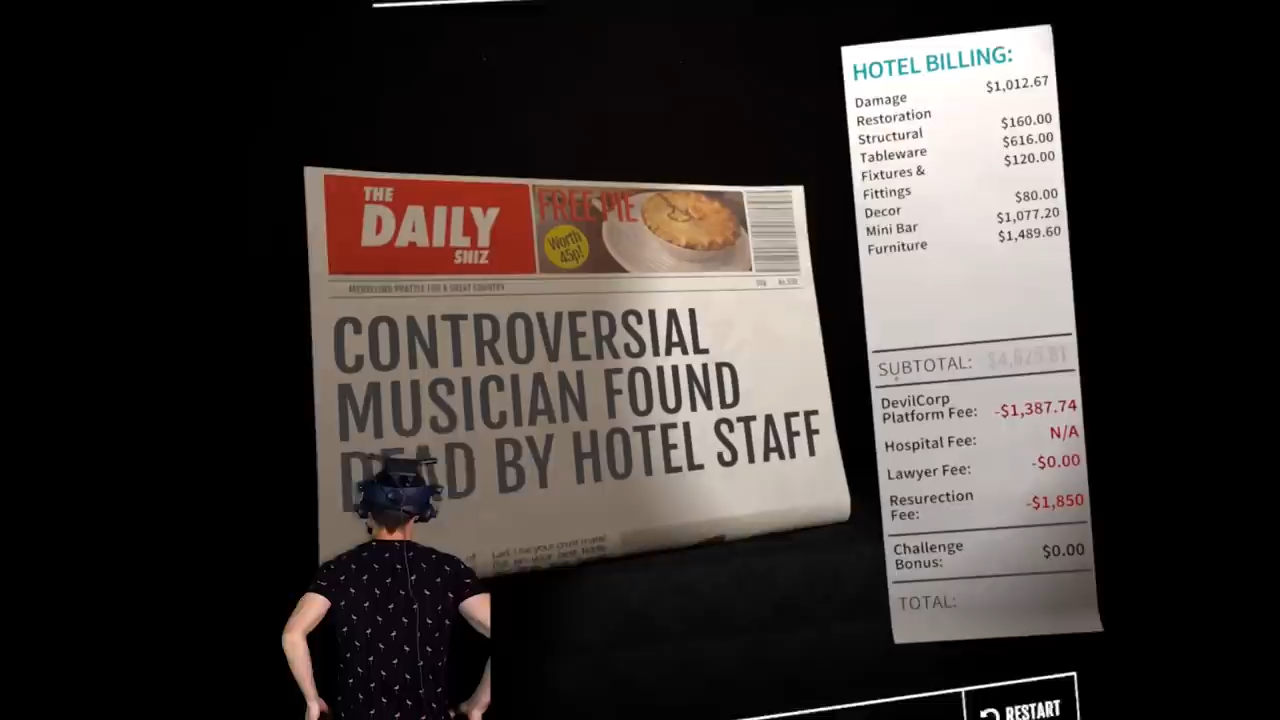 THE
DAILY
SHIZ
FREE PIE
Worth
45p!
CONTROVERSIAL
MUSICIAN FOUND
DEAD BY HOTEL STAFF
HOTEL BILLING:
Damage $1,012.67
Restoration
Structural $160.00
Tableware $616.00
Fixtures & $120.00
Fittings
Decor $80.00
Mini Bar $1,077.20
Furniture $1,489.60
SUBTOTAL:
DevilCorp
Platform Fee: -$1,387.74
Hospital Fee: N/A
Lawyer Fee: -$0.00
Resurection
Fee: -$1,850
Challenge
Bonus: $0.00
TOTAL:
RESTART